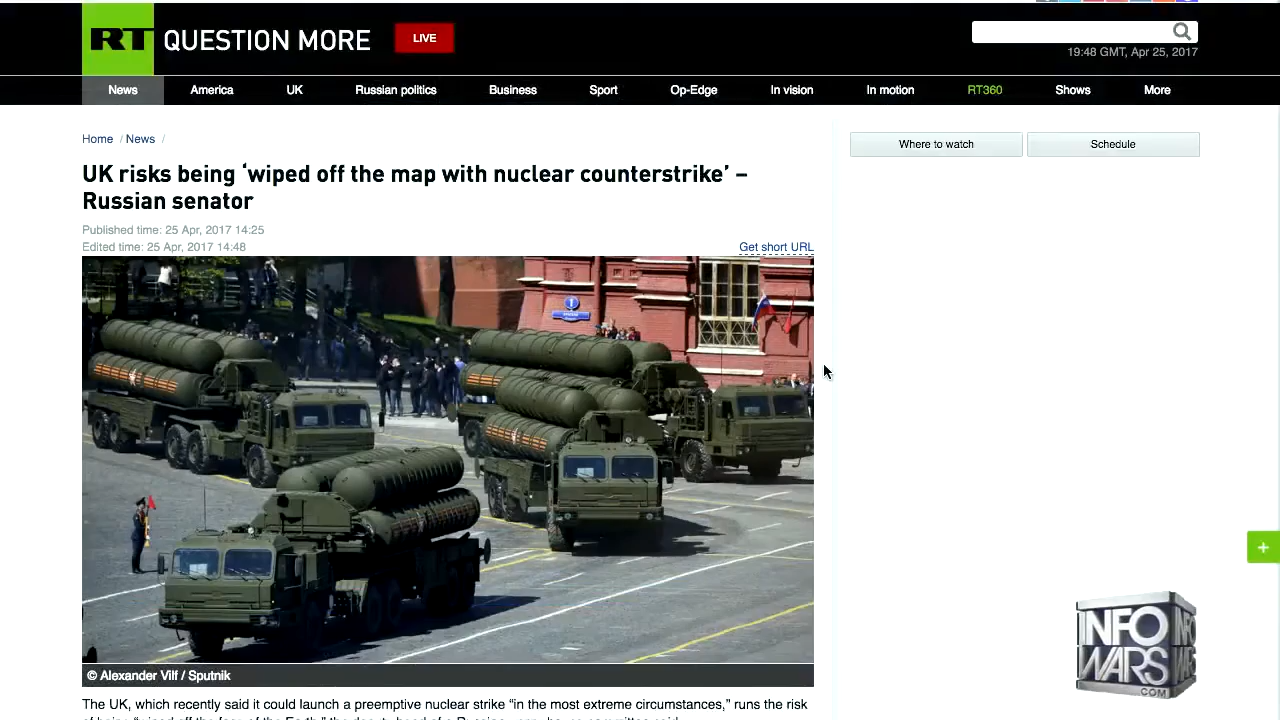 RT QUESTION MORE
LIVE
19:48 GMT, Apr 25, 2017
News America UK Russian politics Business Sport Op-Edge In vision In motion RT360 Shows More
Home / News /
Where to watch Schedule
UK risks being ‘wiped off the map with nuclear counterstrike’ –
Russian senator
Published time: 25 Apr, 2017 14:25
Edited time: 25 Apr, 2017 14:48
Get short URL
© Alexander Vilf / Sputnik
INFO
WARS
.COM
The UK, which recently said it could launch a preemptive nuclear strike “in the most extreme circumstances,” runs the risk